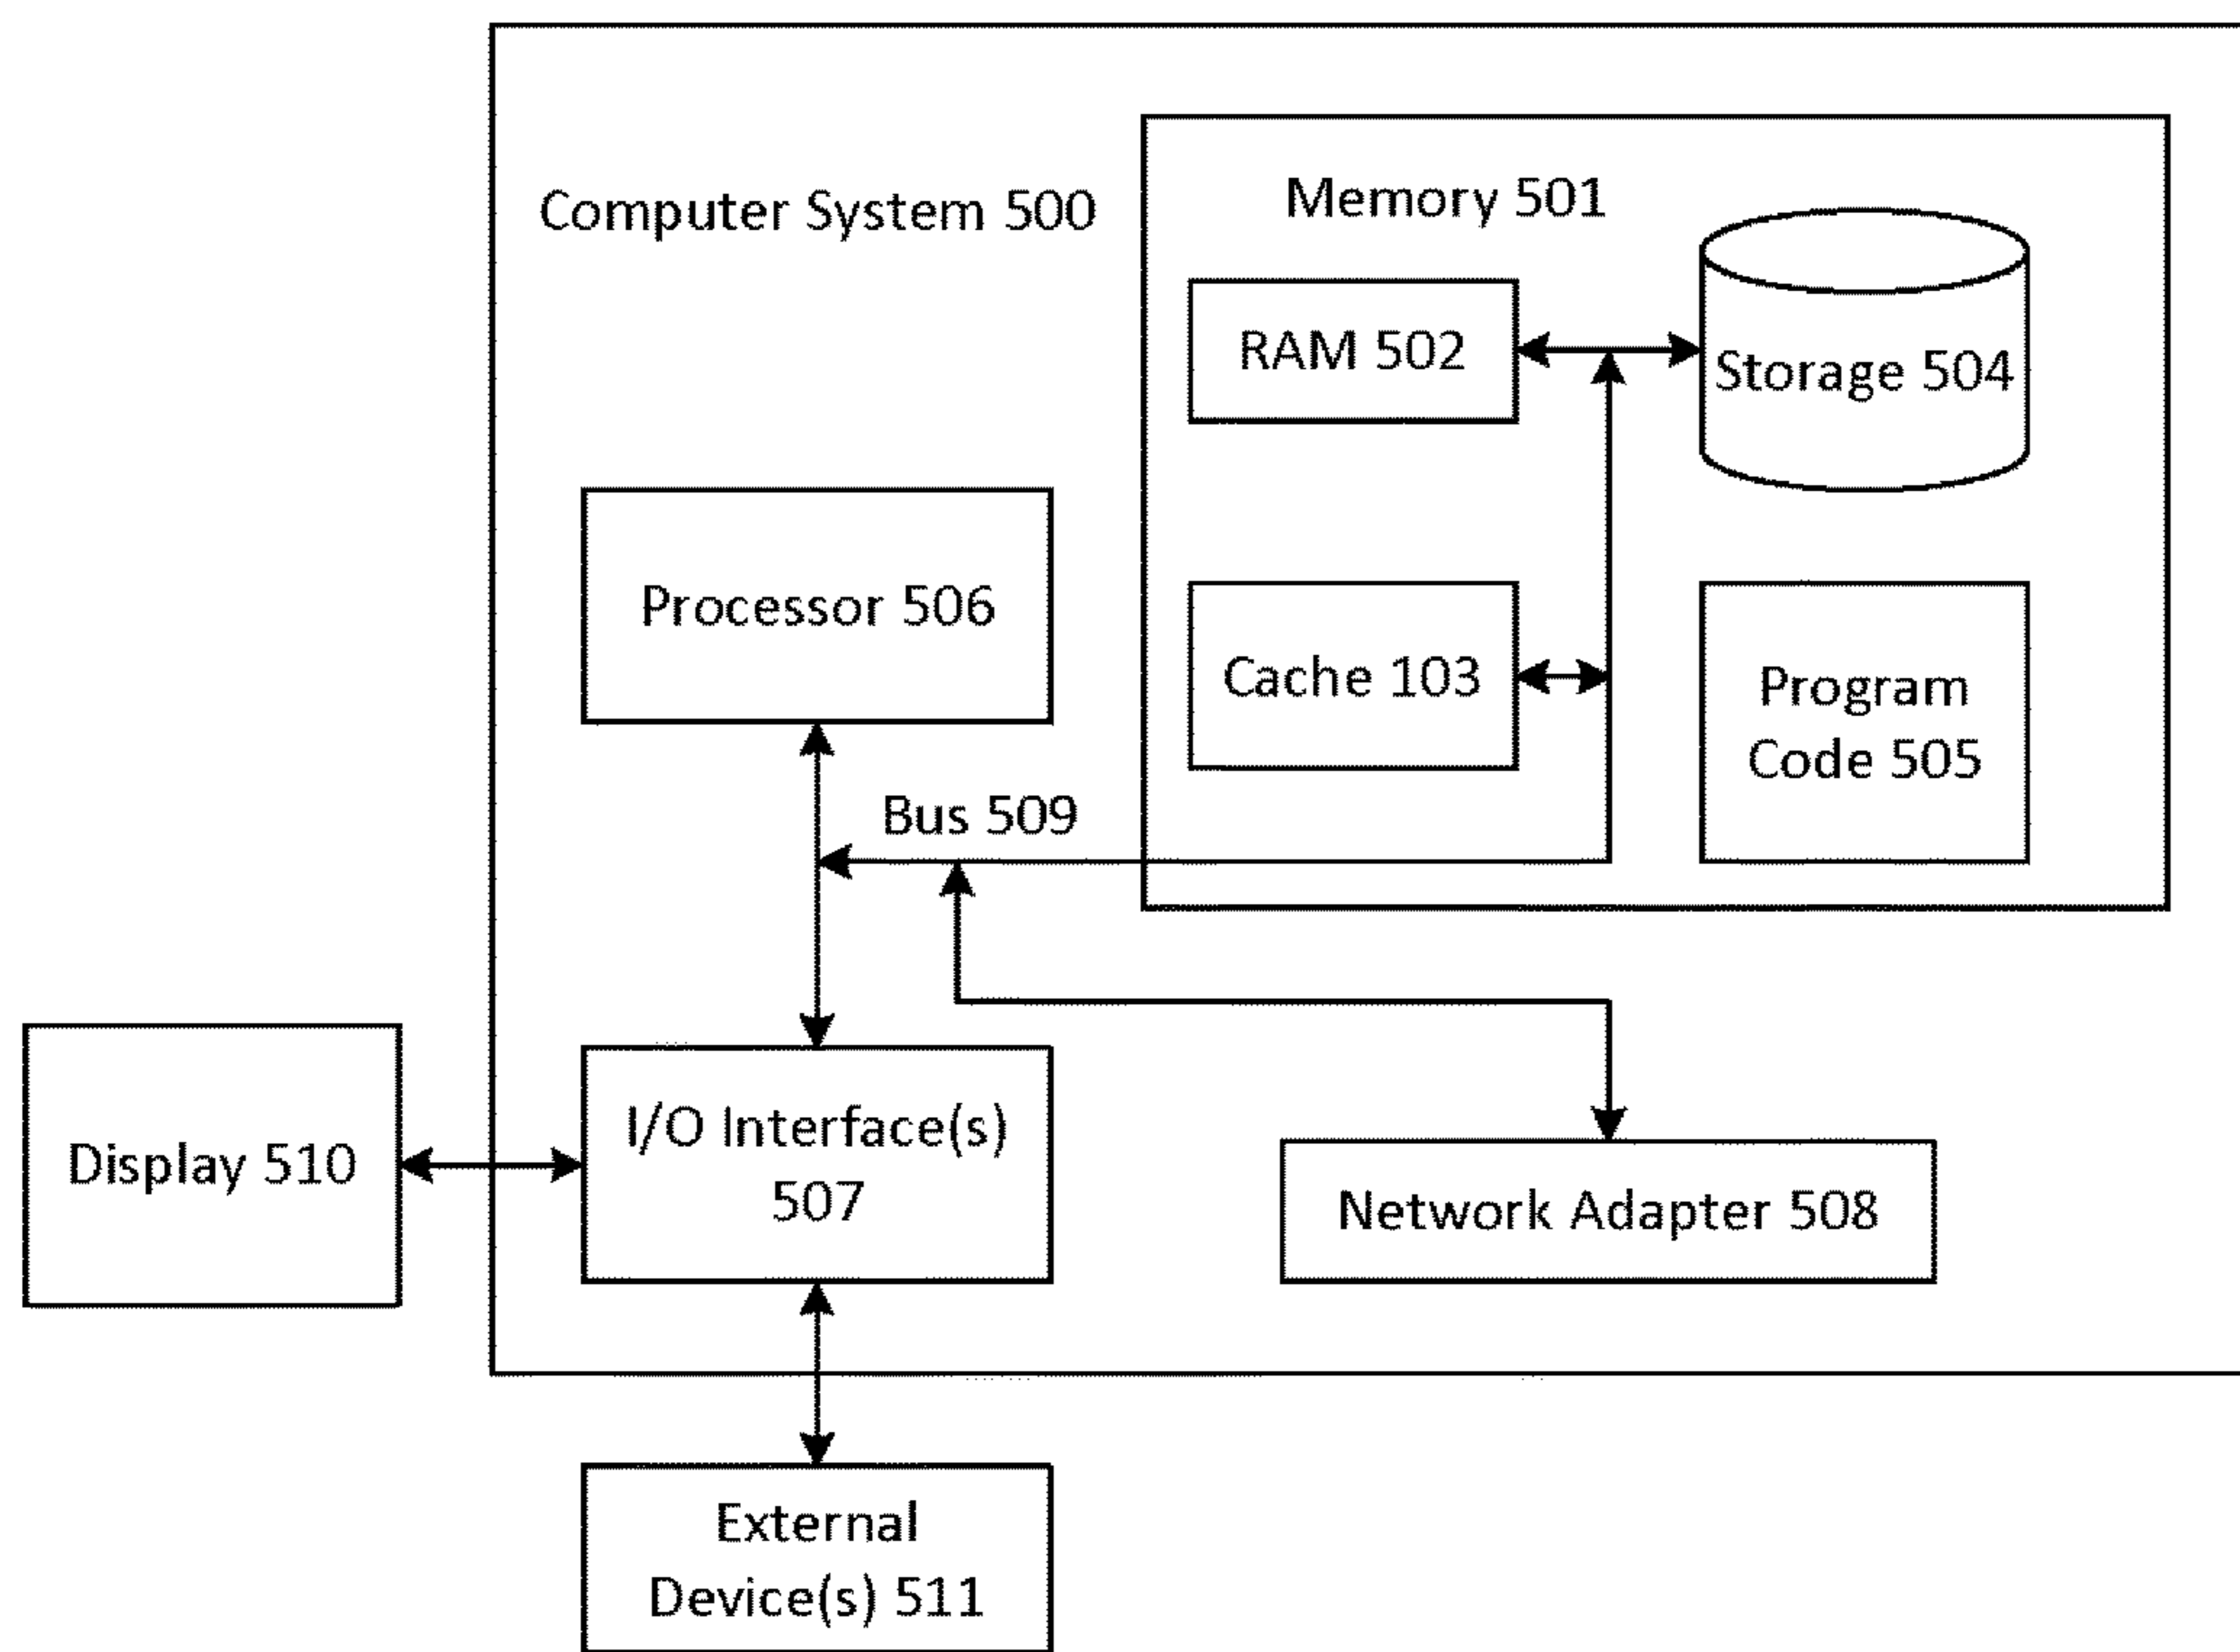 Computer System 500
Memory 501
RAM 502
Storage 504
Processor 506
Cache 103
Program
Code 505
Bus 509
Display 510
I/O Interface(s)
507
Network Adapter 508
External
Device(s) 511